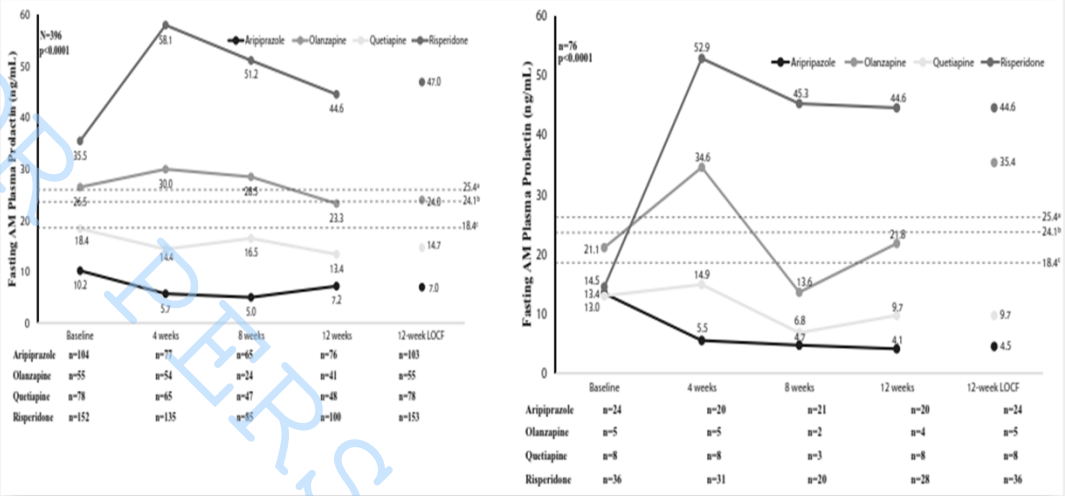 60
N=396
p<0.0001
Aripiprazole Olanzapine Quetiapine Risperidone
58.1
50
51.2
47.0
44.6
40
35.5
30
30.0
28.5
26.5
25.4ᵃ
24.0
24.1ᵇ
23.3
20
18.4
18.4ᶜ
14.4
16.5
13.4
14.7
10
10.2
5.7
5.0
7.2
7.0
0
Fasting AM Plasma Prolactin (ng/mL)
Baseline 4 weeks 8 weeks 12 weeks 12-week LOCF
Aripiprazole n=104 n=77 n=65 n=76 n=103
Olanzapine n=55 n=54 n=24 n=41 n=55
Quetiapine n=78 n=65 n=47 n=48 n=78
Risperidone n=152 n=135 n=85 n=100 n=153
60
n=76
p<0.0001
Aripripazole Olanzapine Quetiapine Risperidone
52.9
50
45.3
44.6
44.6
40
34.6
35.4
30
25.4ᵃ
24.1ᵇ
21.1
21.8
20
18.4ᶜ
14.5
13.4
13.0
14.9
13.6
10
9.7
9.7
6.8
5.5
4.7
4.1
4.5
0
Fasting AM Plasma Prolactin (ng/mL)
Baseline 4 weeks 8 weeks 12 weeks 12-week LOCF
Aripiprazole n=24 n=20 n=21 n=20 n=24
Olanzapine n=5 n=5 n=2 n=4 n=5
Quetiapine n=8 n=8 n=3 n=8 n=8
Risperidone n=36 n=31 n=20 n=28 n=36
R PERS